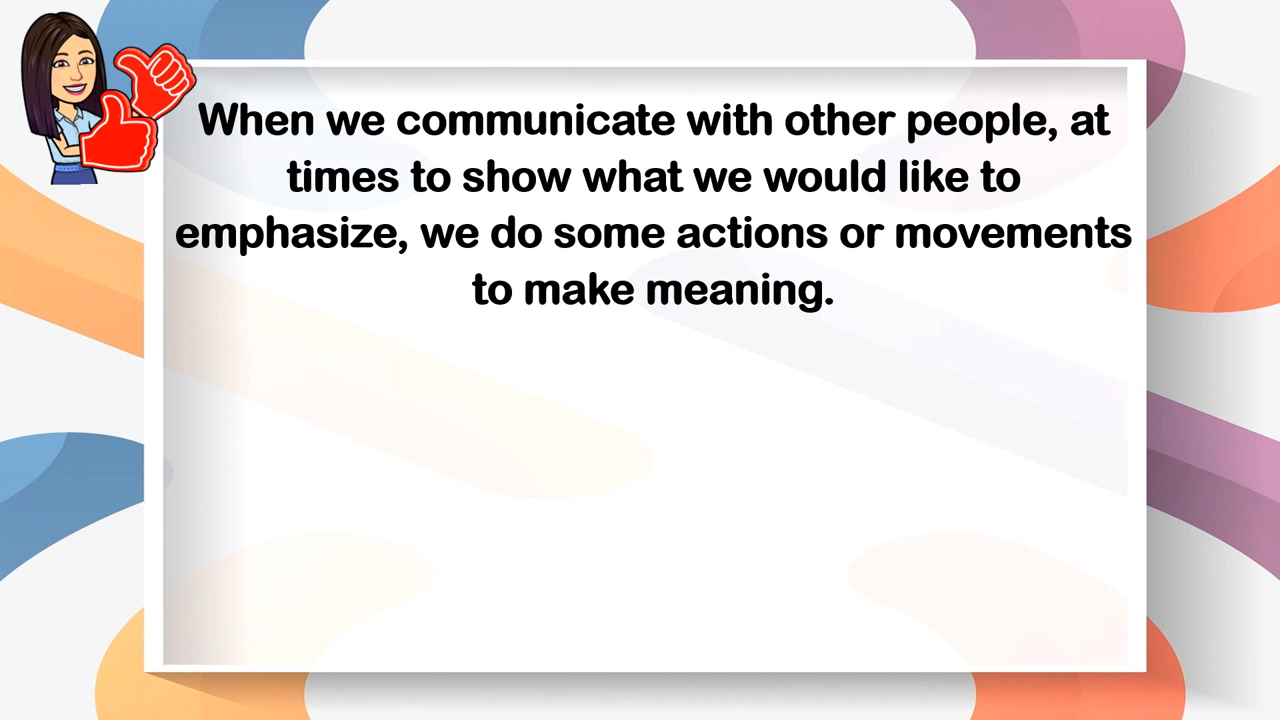 When we communicate with other people, at
times to show what we would like to
emphasize, we do some actions or movements
to make meaning.